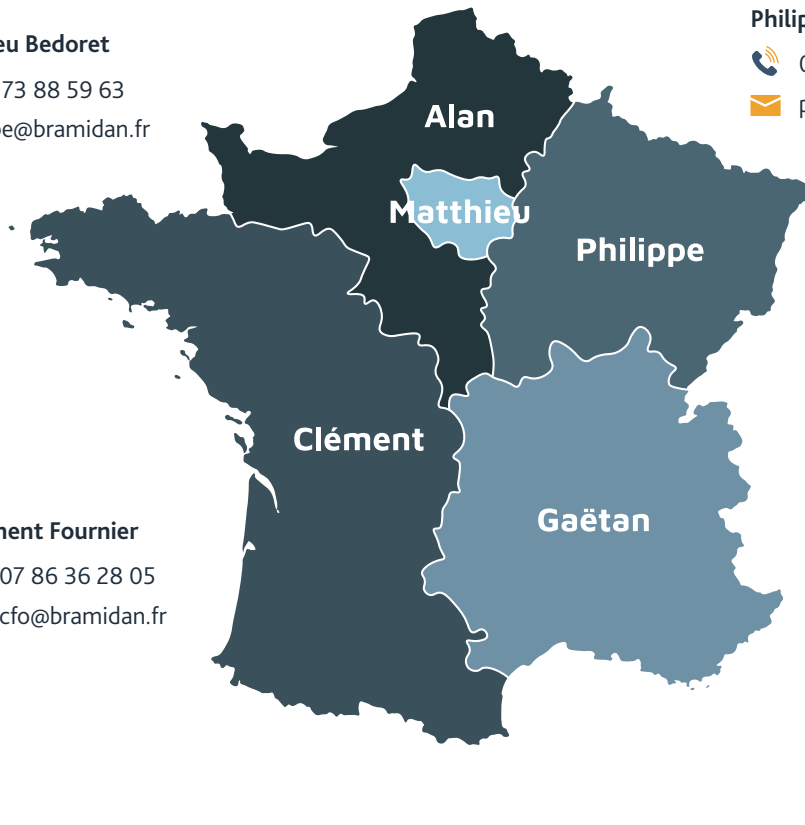 eu Bedoret
73 88 59 63
e@bramidan.fr
Philip
Alan
Matthieu
Philippe
Clément
Gaëtan
ment Fournier
07 86 36 28 05
cfo@bramidan.fr